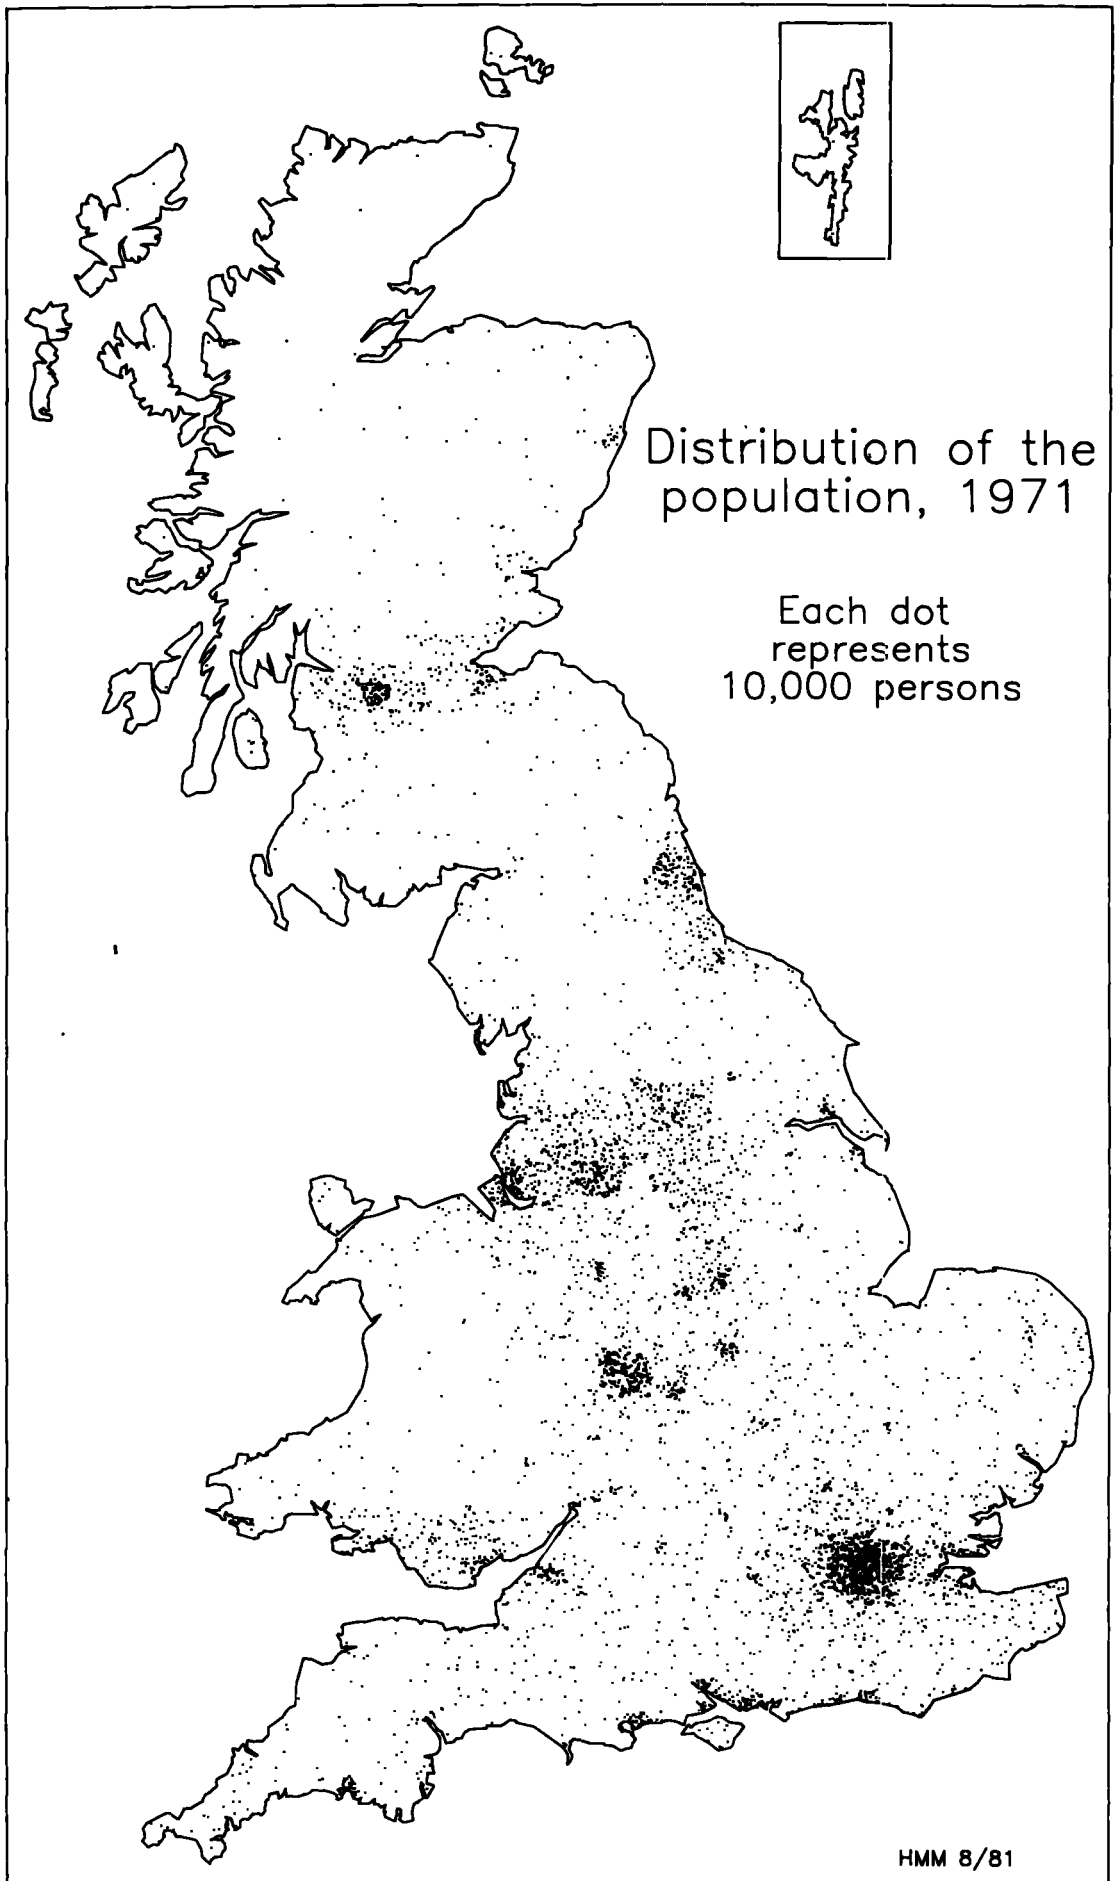 Distribution of the
population, 1971
Each dot
represents
10,000 persons
HMM 8/81